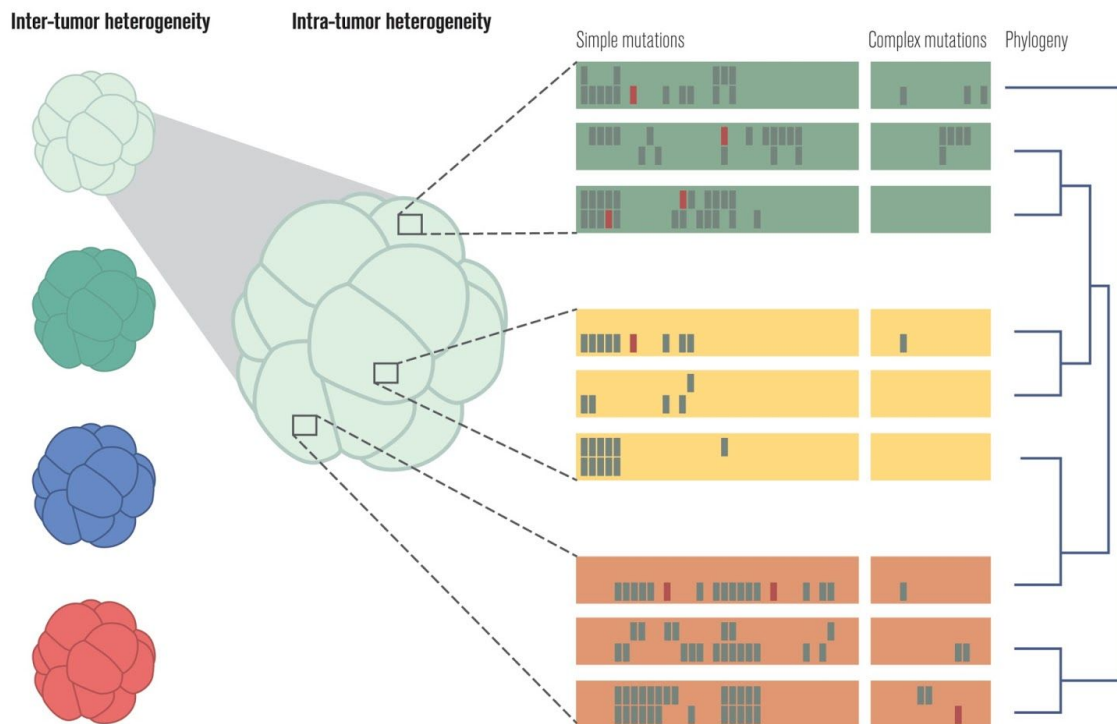 Inter-tumor heterogeneity
Intra-tumor heterogeneity
Simple mutations
Complex mutations
Phylogeny